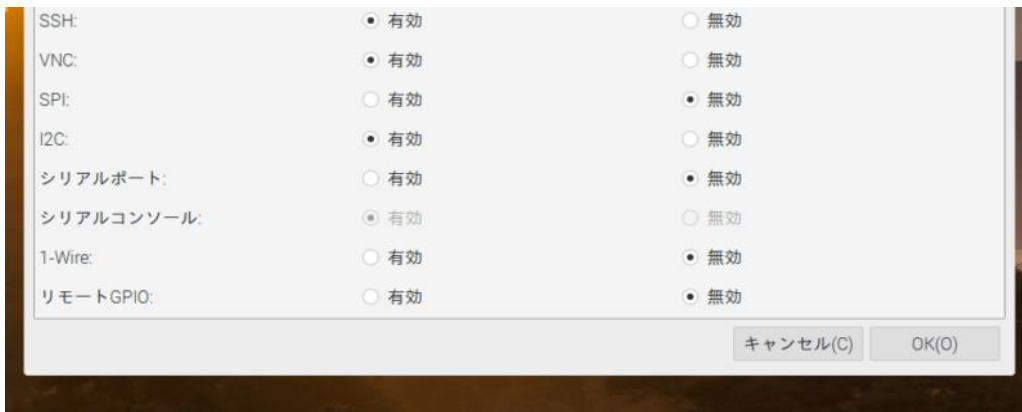 SSH: 有効 無効
VNC: 有効 無効
SPI: 有効 無効
I2C: 有効 無効
シリアルポート: 有効 無効
シリアルコンソール: 有効 無効
1-Wire: 有効 無効
リモートGPIO: 有効 無効
キャンセル(C) OK(O)